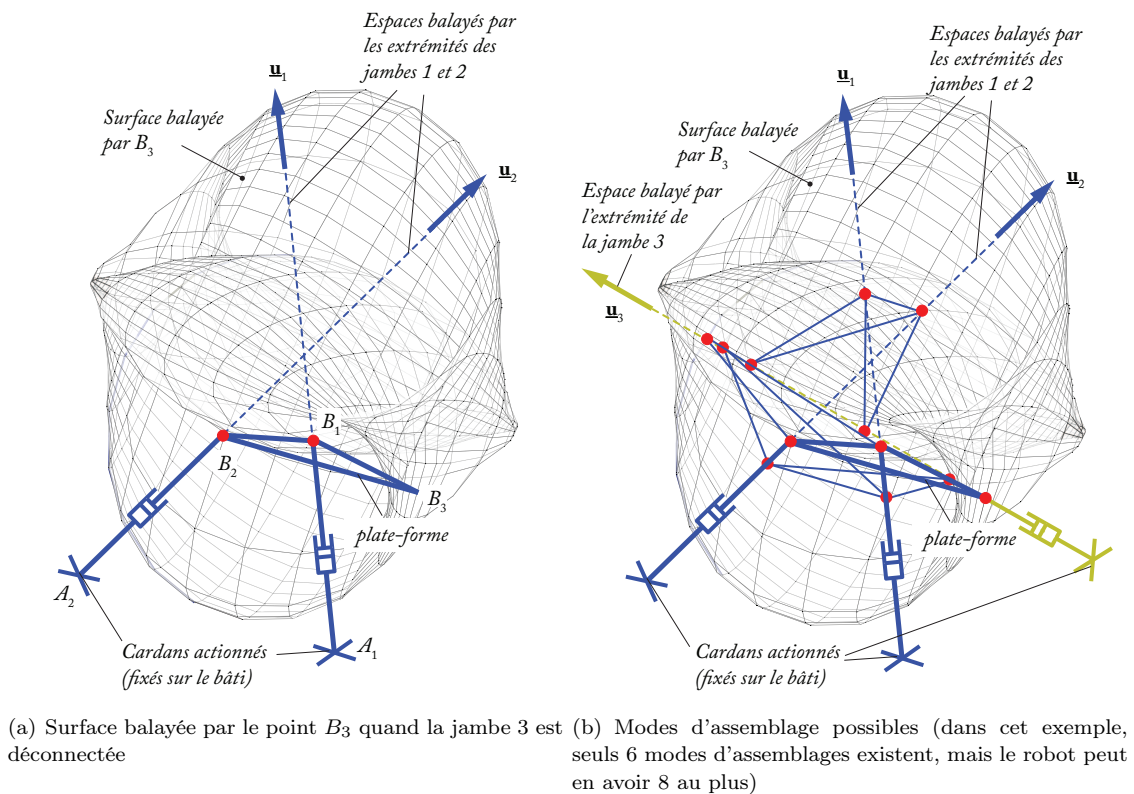 Espaces balayés par
les extrémités des
jambes 1 et 2
u₁
Surface balayée
par B₃
u₂
B₁
B₂
B₃
plate-forme
A₂
A₁
Cardans actionnés
(fixés sur le bâti)
(a) Surface balayée par le point B₃ quand la jambe 3 est
déconnectée
Espaces balayés par
les extrémités des
jambes 1 et 2
u₁
Surface balayée
par B₃
u₂
Espace balayé par
l'extrémité de
la jambe 3
u₃
plate-forme
Cardans actionnés
(fixés sur le bâti)
(b) Modes d'assemblage possibles (dans cet exemple,
seuls 6 modes d'assemblages existent, mais le robot peut
en avoir 8 au plus)